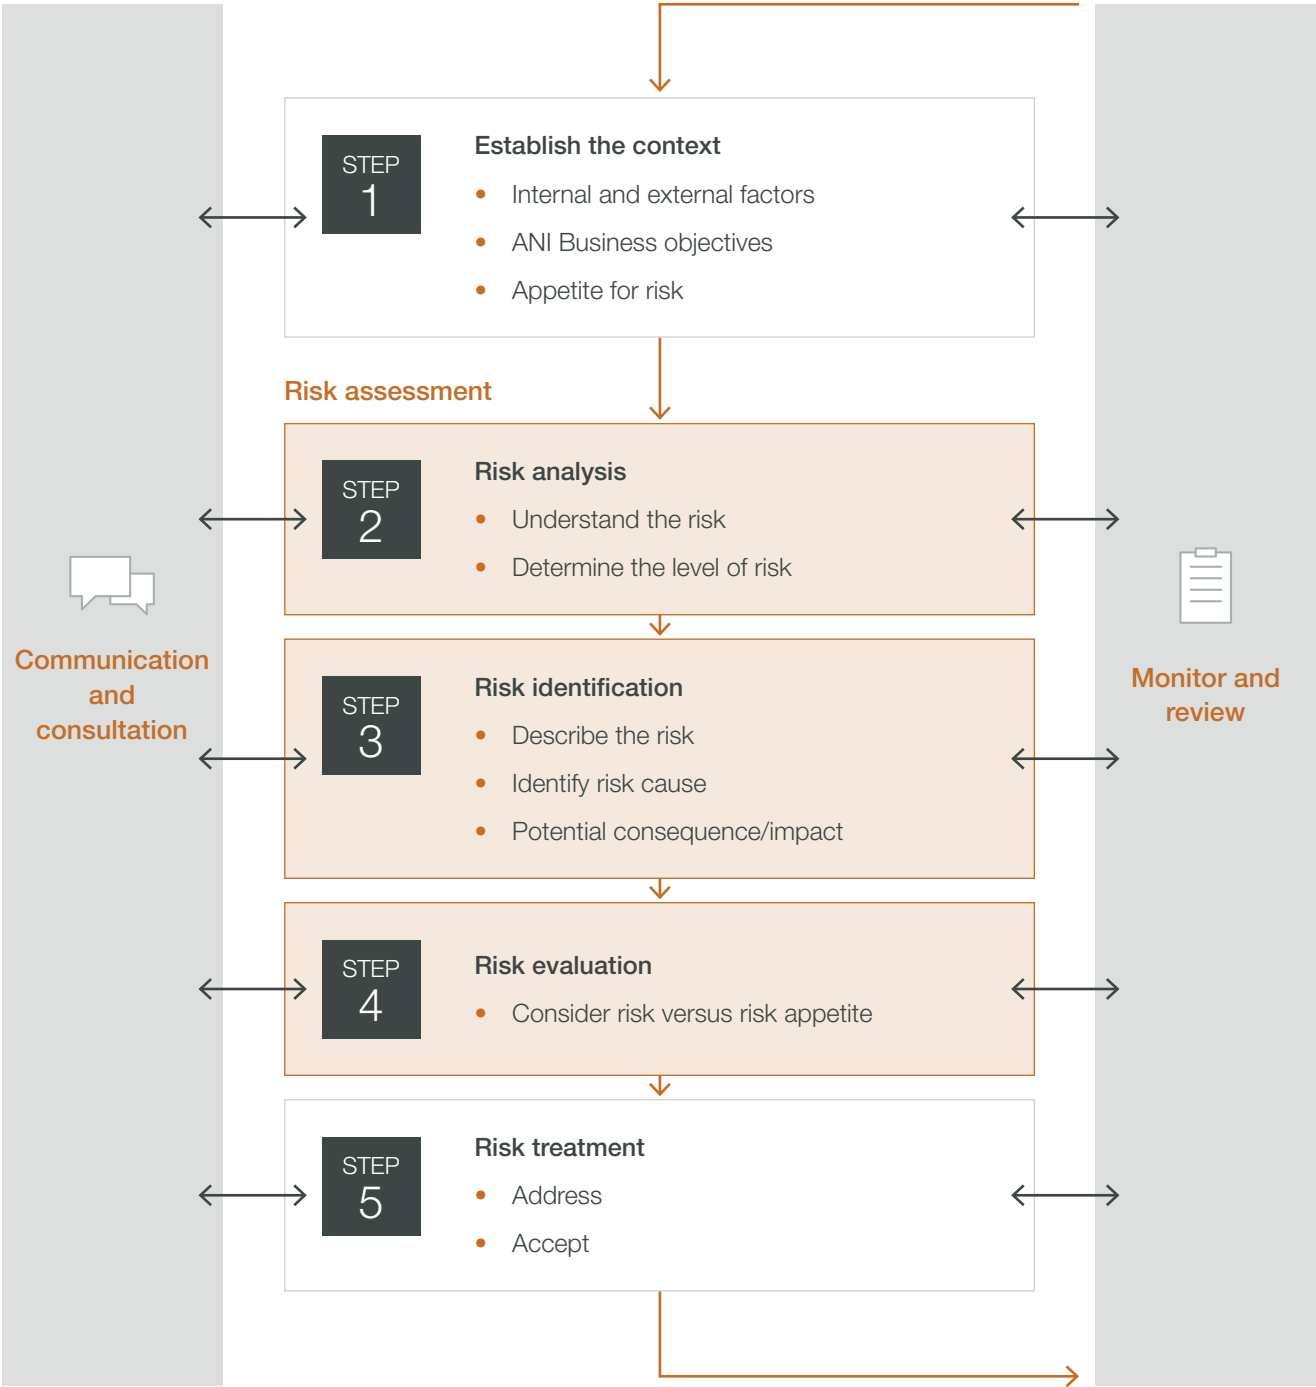 STEP
1
Establish the context
• Internal and external factors
• ANI Business objectives
• Appetite for risk
Risk assessment
STEP
2
Risk analysis
• Understand the risk
• Determine the level of risk
Communication
and
consultation
STEP
3
Risk identification
• Describe the risk
• Identify risk cause
• Potential consequence/impact
Monitor and
review
STEP
4
Risk evaluation
• Consider risk versus risk appetite
STEP
5
Risk treatment
• Address
• Accept